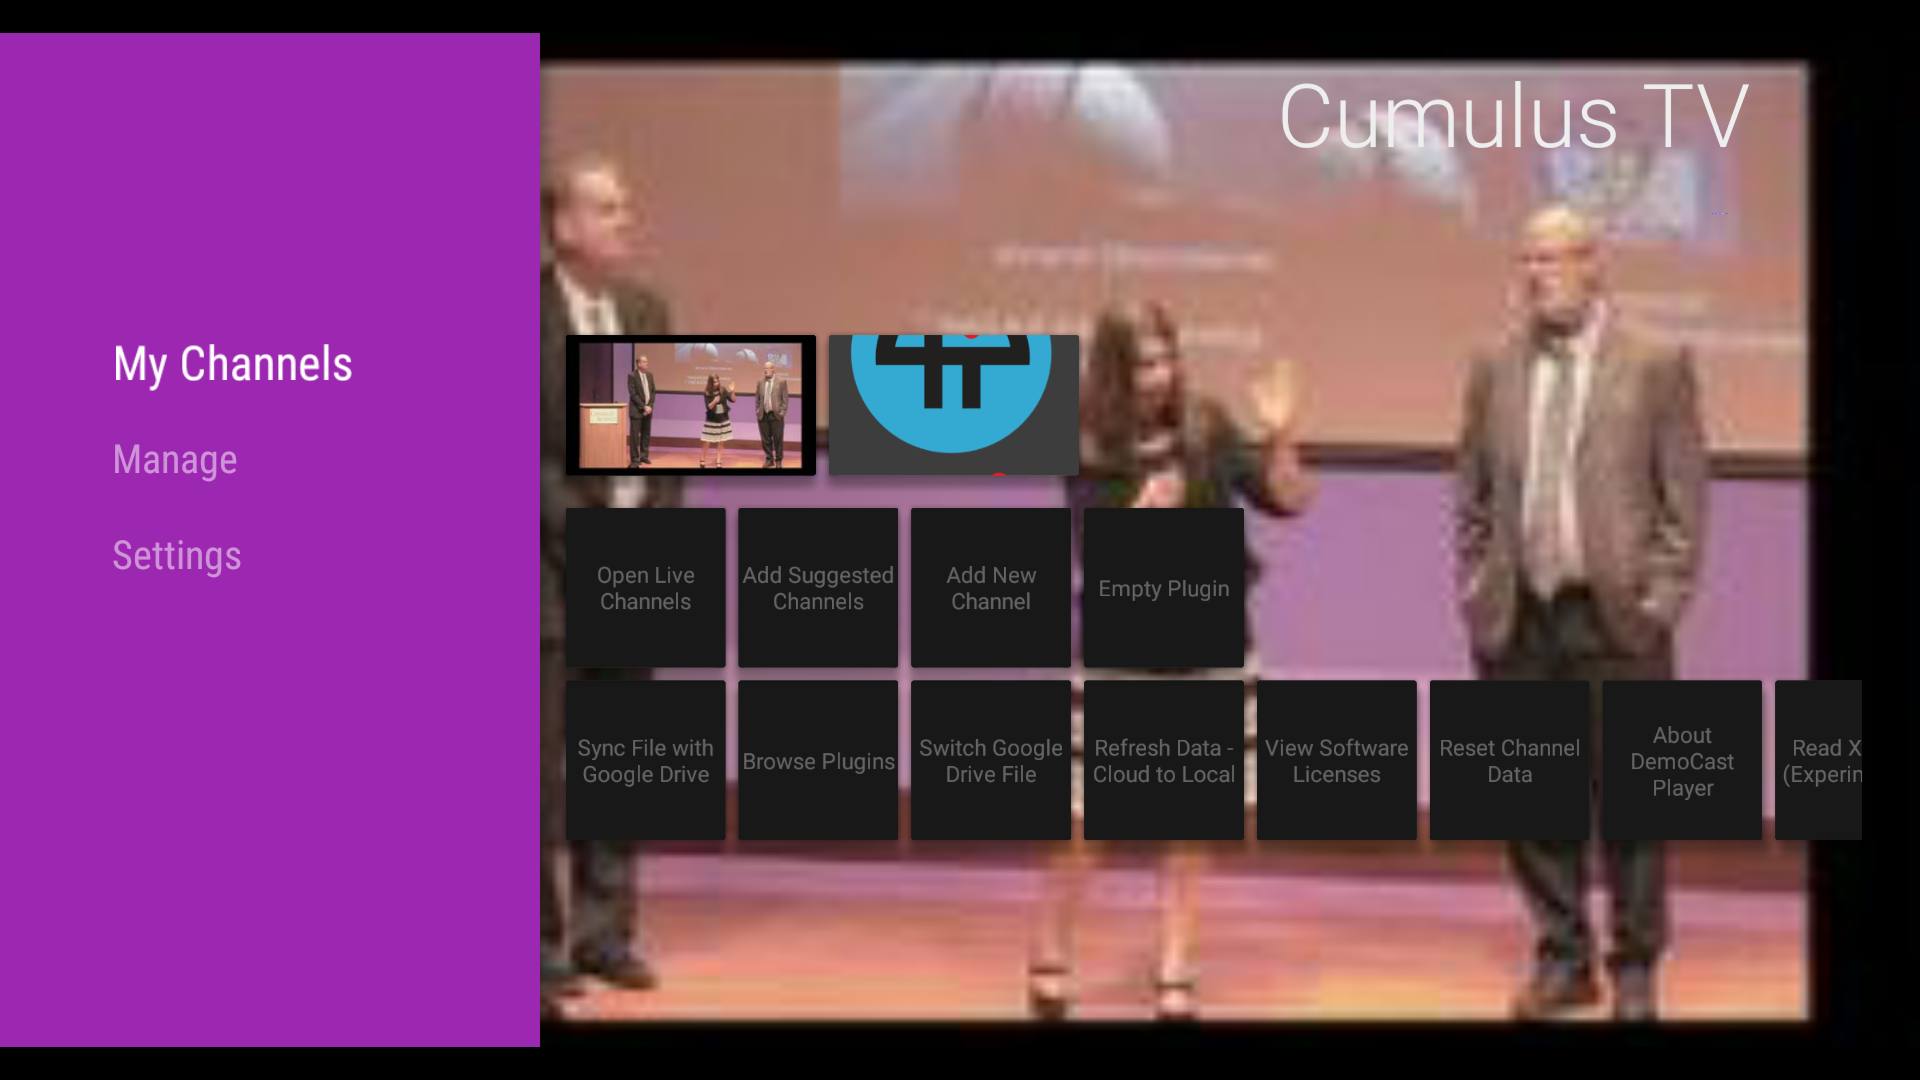 Cumulus TV
My Channels
Manage
Settings
Open Live
Channels
Add Suggested
Channels
Add New
Channel
Empty Plugin
Sync File with
Google Drive
Browse Plugins
Switch Google
Drive File
Refresh Data -
Cloud to Local
View Software
Licenses
Reset Channel
Data
About
DemoCast
Player
Read X
(Experin